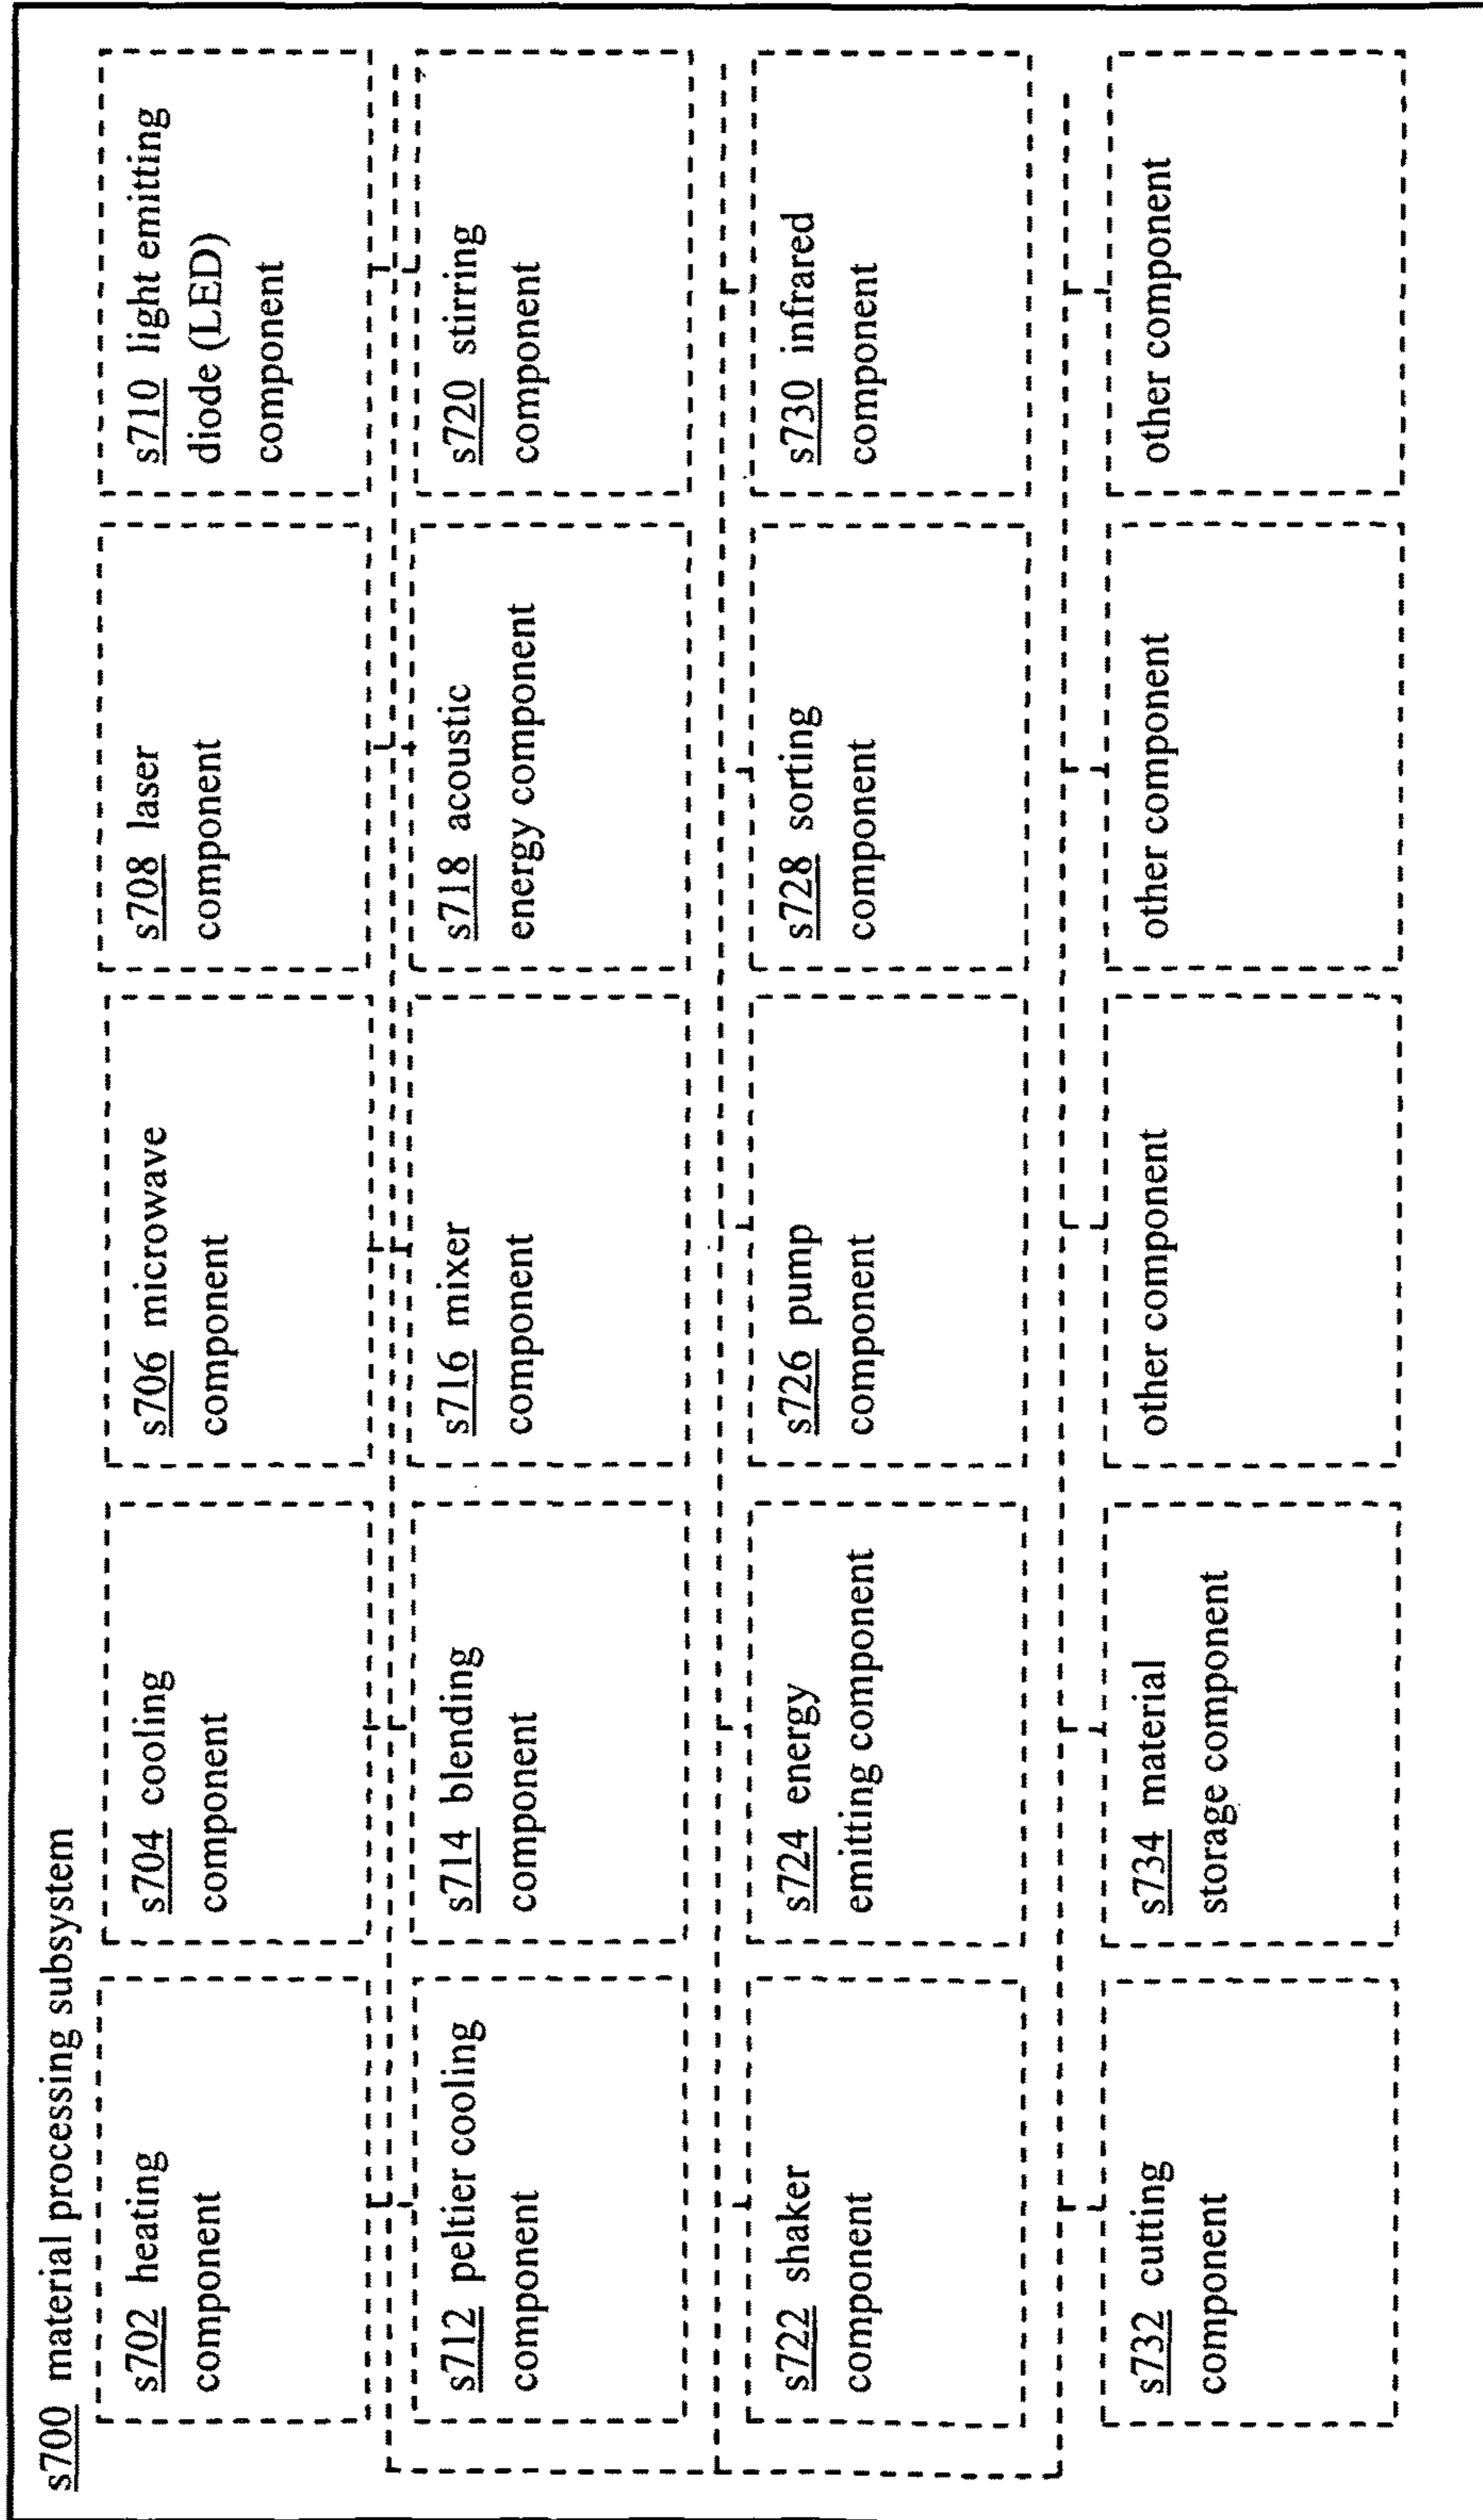 s700 material processing subsystem
s702 heating
component
s704 cooling
component
s706 microwave
component
s708 laser
component
s710 light emitting
diode (LED)
component
s712 peltier cooling
component
s714 blending
component
s716 mixer
component
s718 acoustic
energy component
s720 stirring
component
s722 shaker
component
s724 energy
emitting component
s726 pump
component
s728 sorting
component
s730 infrared
component
s732 cutting
component
s734 material
storage component
other component
other component
other component